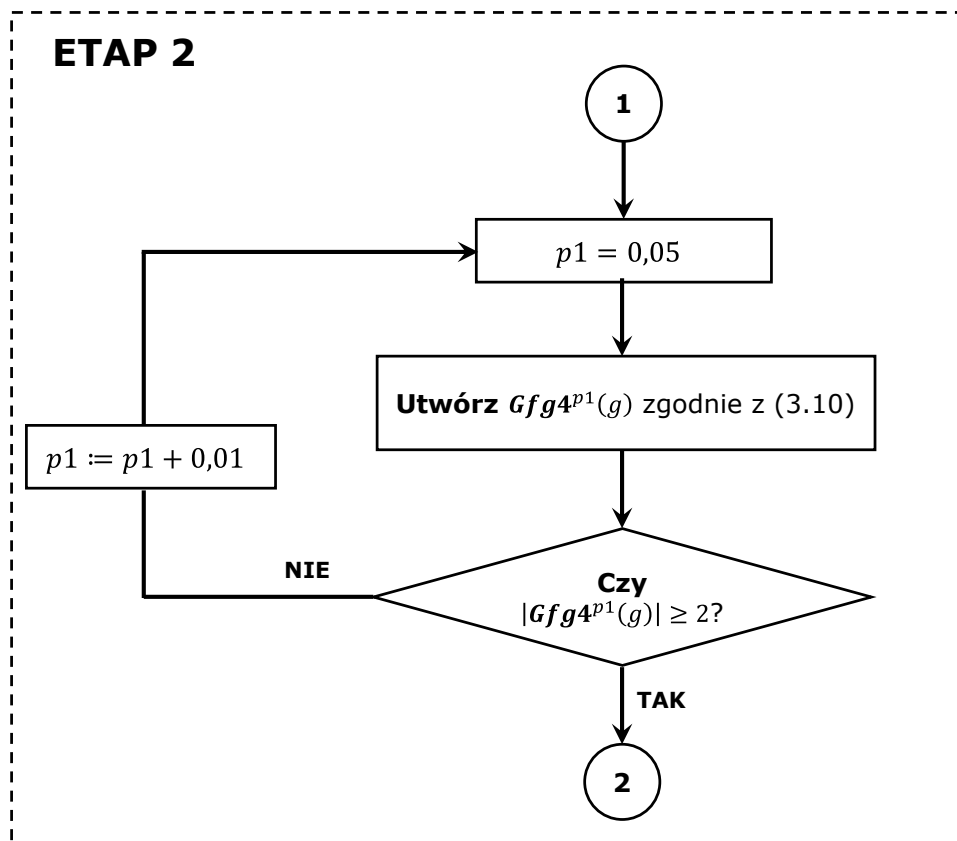 ETAP 2
1
p1 = 0,05
Utwórz Gfg4^p1(g) zgodnie z (3.10)
p1 ≔ p1 + 0,01
NIE
Czy
|Gfg4^p1(g)| ≥ 2?
TAK
2